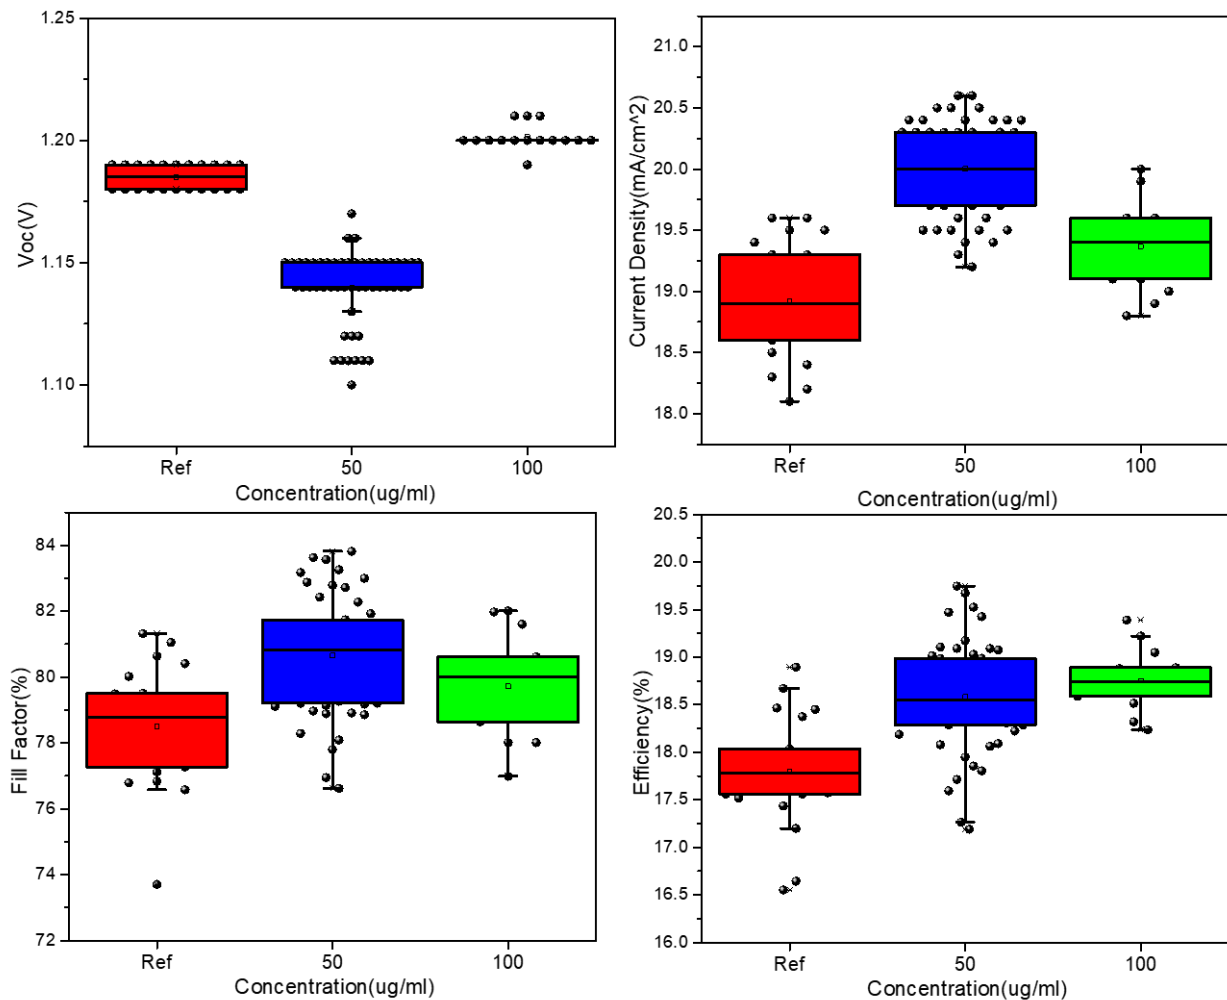 1.25
1.20
1.15
1.10
Voc(V)
Ref 50 100
Concentration(ug/ml)
21.0
20.5
20.0
19.5
19.0
18.5
18.0
Current Density(mA/cm^2)
Ref 50 100
Concentration(ug/ml)
84
82
80
78
76
74
72
Fill Factor(%)
Ref 50 100
Concentration(ug/ml)
20.5
20.0
19.5
19.0
18.5
18.0
17.5
17.0
16.5
16.0
Efficiency(%)
Ref 50 100
Concentration(ug/ml)